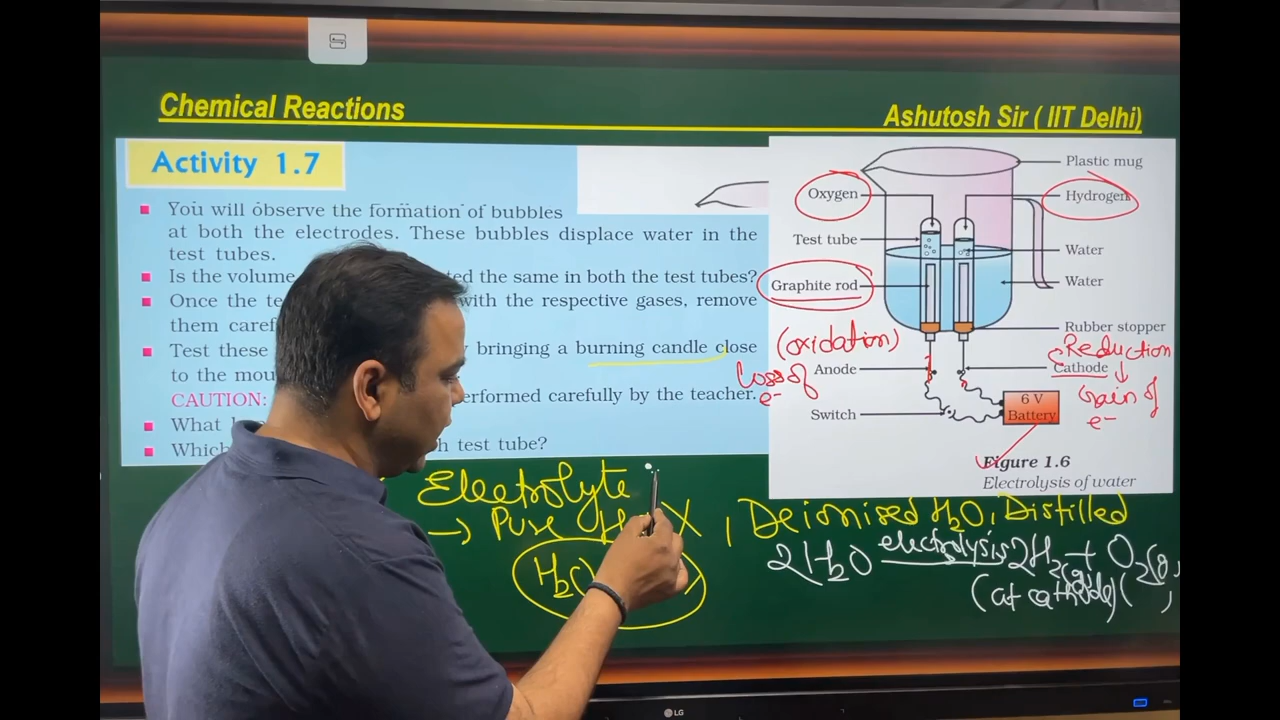 Chemical Reactions
Ashutosh Sir ( IIT Delhi)
Activity 1.7
You will observe the formation of bubbles
at both the electrodes. These bubbles displace water in the
test tubes.
Is the volume ted the same in both the test tubes?
Once the te with the respective gases, remove
them caref
Test these bringing a burning candle close
to the mou
CAUTION: erformed carefully by the teacher.
What
Which h test tube?
Oxygen
Plastic mug
Hydrogen
Test tube
Water
Graphite rod
Water
Rubber stopper
(oxidation)
Reduction
Anode
Cathode
Loss of
e-
Gain of
e-
Switch
6 V
Battery
Figure 1.6
Electrolysis of water
Electrolyte
→ Pure X , Deionised H2O, Distilled
H2O
2H2O electrolysis 2H2(g) + O2(g
(at cathode) (
LG